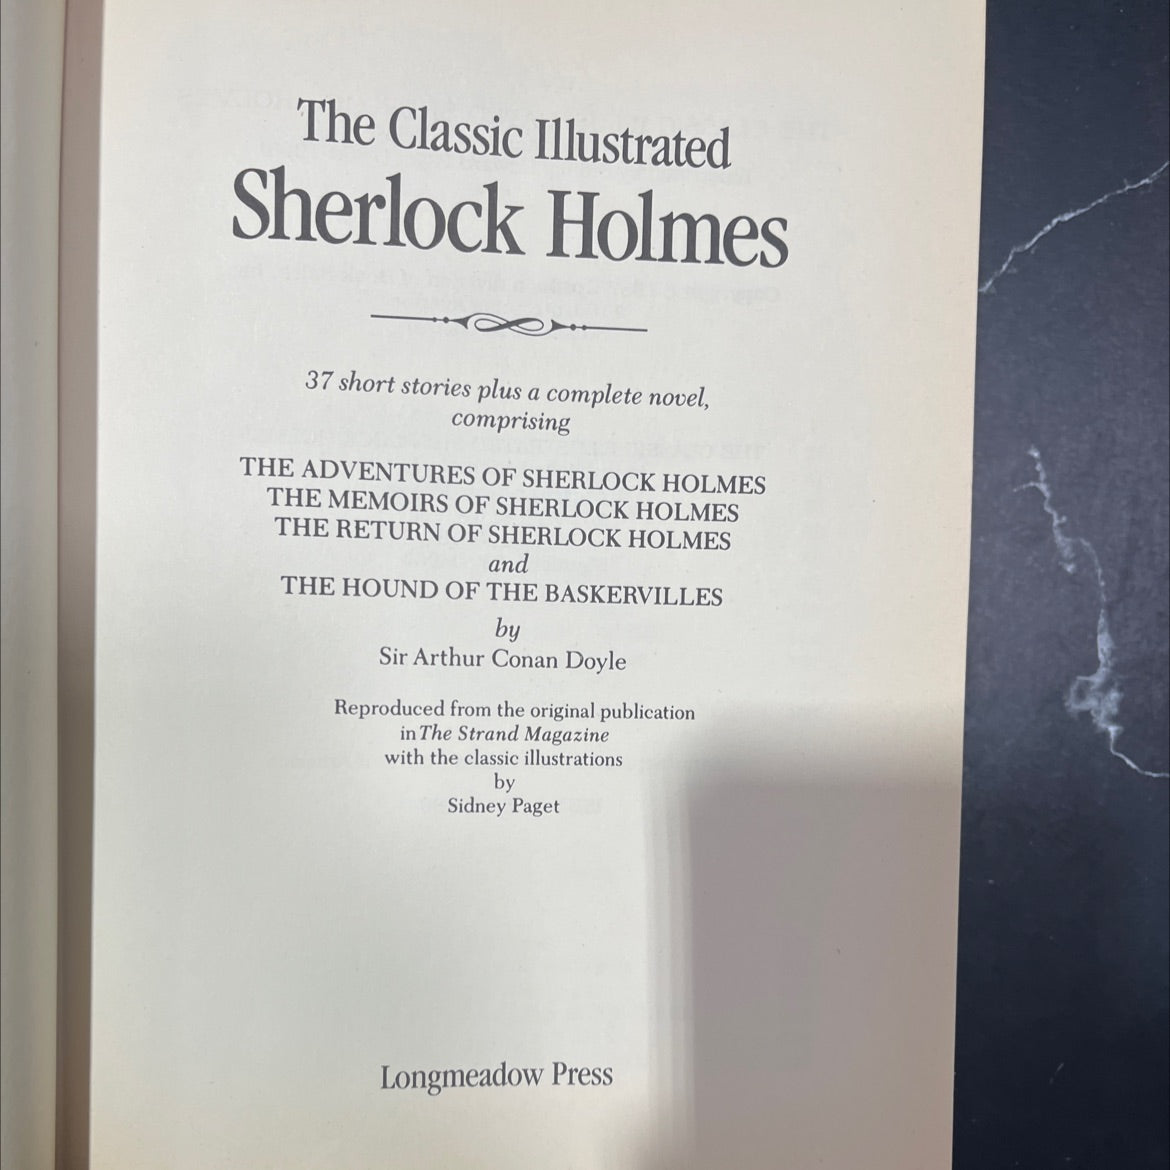 The Classic Illustrated
Sherlock Holmes
37 short stories plus a complete novel,
comprising
THE ADVENTURES OF SHERLOCK HOLMES
THE MEMOIRS OF SHERLOCK HOLMES
THE RETURN OF SHERLOCK HOLMES
and
THE HOUND OF THE BASKERVILLES
by
Sir Arthur Conan Doyle
Reproduced from the original publication
in The Strand Magazine
with the classic illustrations
by
Sidney Paget
Longmeadow Press